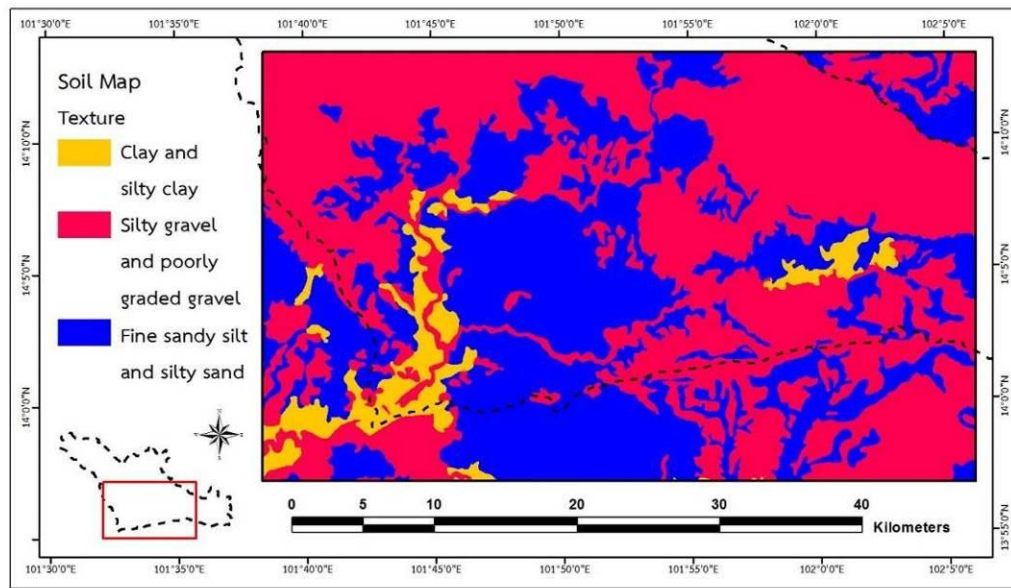 101°30'0"E 101°35'0"E 101°40'0"E 101°45'0"E 101°50'0"E 101°55'0"E 102°0'0"E 102°5'0"E
Soil Map
Texture
Clay and
silty clay
Silty gravel
and poorly
graded gravel
Fine sandy silt
and silty sand
14°10'0"N
14°5'0"N
14°0'0"N
14°10'0"N
14°5'0"N
14°0'0"N
13°55'0"N
0 5 10 20 30 40
Kilometers
101°30'0"E 101°35'0"E 101°40'0"E 101°45'0"E 101°50'0"E 101°55'0"E 102°0'0"E 102°5'0"E